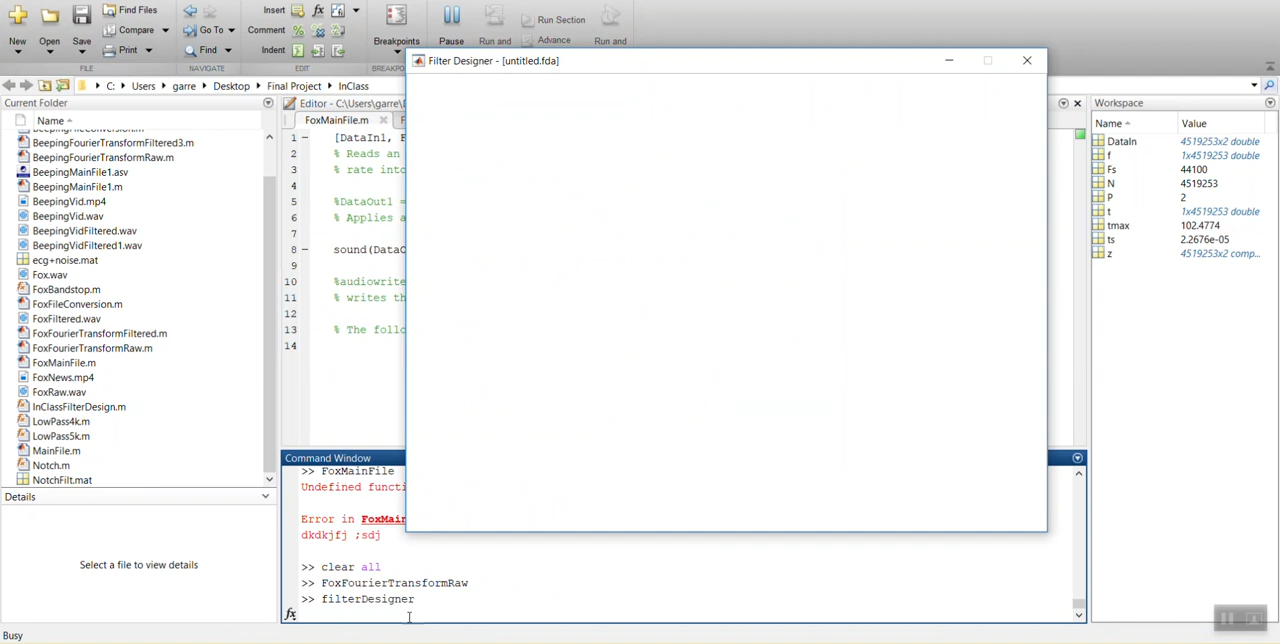 Find Files
Insert
fx
Compare
Go To
Comment
Run Section
New
Open
Save
Print
Find
Indent
Breakpoints
Pause
Run and
Advance
Run and
FILE
NAVIGATE
EDIT
Filter Designer - [untitled.fda]
C: Users garre Desktop Final Project InClass
Current Folder
Name
BeepingFourierTransformFiltered3.m
BeepingFourierTransformRaw.m
BeepingMainFile1.asv
BeepingMainFile1.m
BeepingVid.mp4
BeepingVid.wav
BeepingVidFiltered.wav
BeepingVidFiltered1.wav
ecg+noise.mat
Fox.wav
FoxBandstop.m
FoxFileConversion.m
FoxFiltered.wav
FoxFourierTransformFiltered.m
FoxFourierTransformRaw.m
FoxMainFile.m
FoxNews.mp4
FoxRaw.wav
InClassFilterDesign.m
LowPass4k.m
LowPass5k.m
MainFile.m
Notch.m
NotchFilt.mat
Details
Select a file to view details
Editor - C:\Users\garre\
FoxMainFile.m
1 [DataIn1,
2 % Reads an
3 % rate into
4
5 %DataOut1 =
6 % Applies a
7
8 sound(Data
9
10 %audiowrite
11 % writes th
12
13 % The follo
14
Command Window
>> FoxMainFile
Undefined functi
Error in FoxMain
dkdkjfj ;sdj
>> clear all
>> FoxFourierTransformRaw
>> filterDesigner
fx
Workspace
Name Value
DataIn 4519253x2 double
f 1x4519253 double
Fs 44100
N 4519253
P 2
t 1x4519253 double
tmax 102.4774
ts 2.2676e-05
z 4519253x2 comp...
Busy